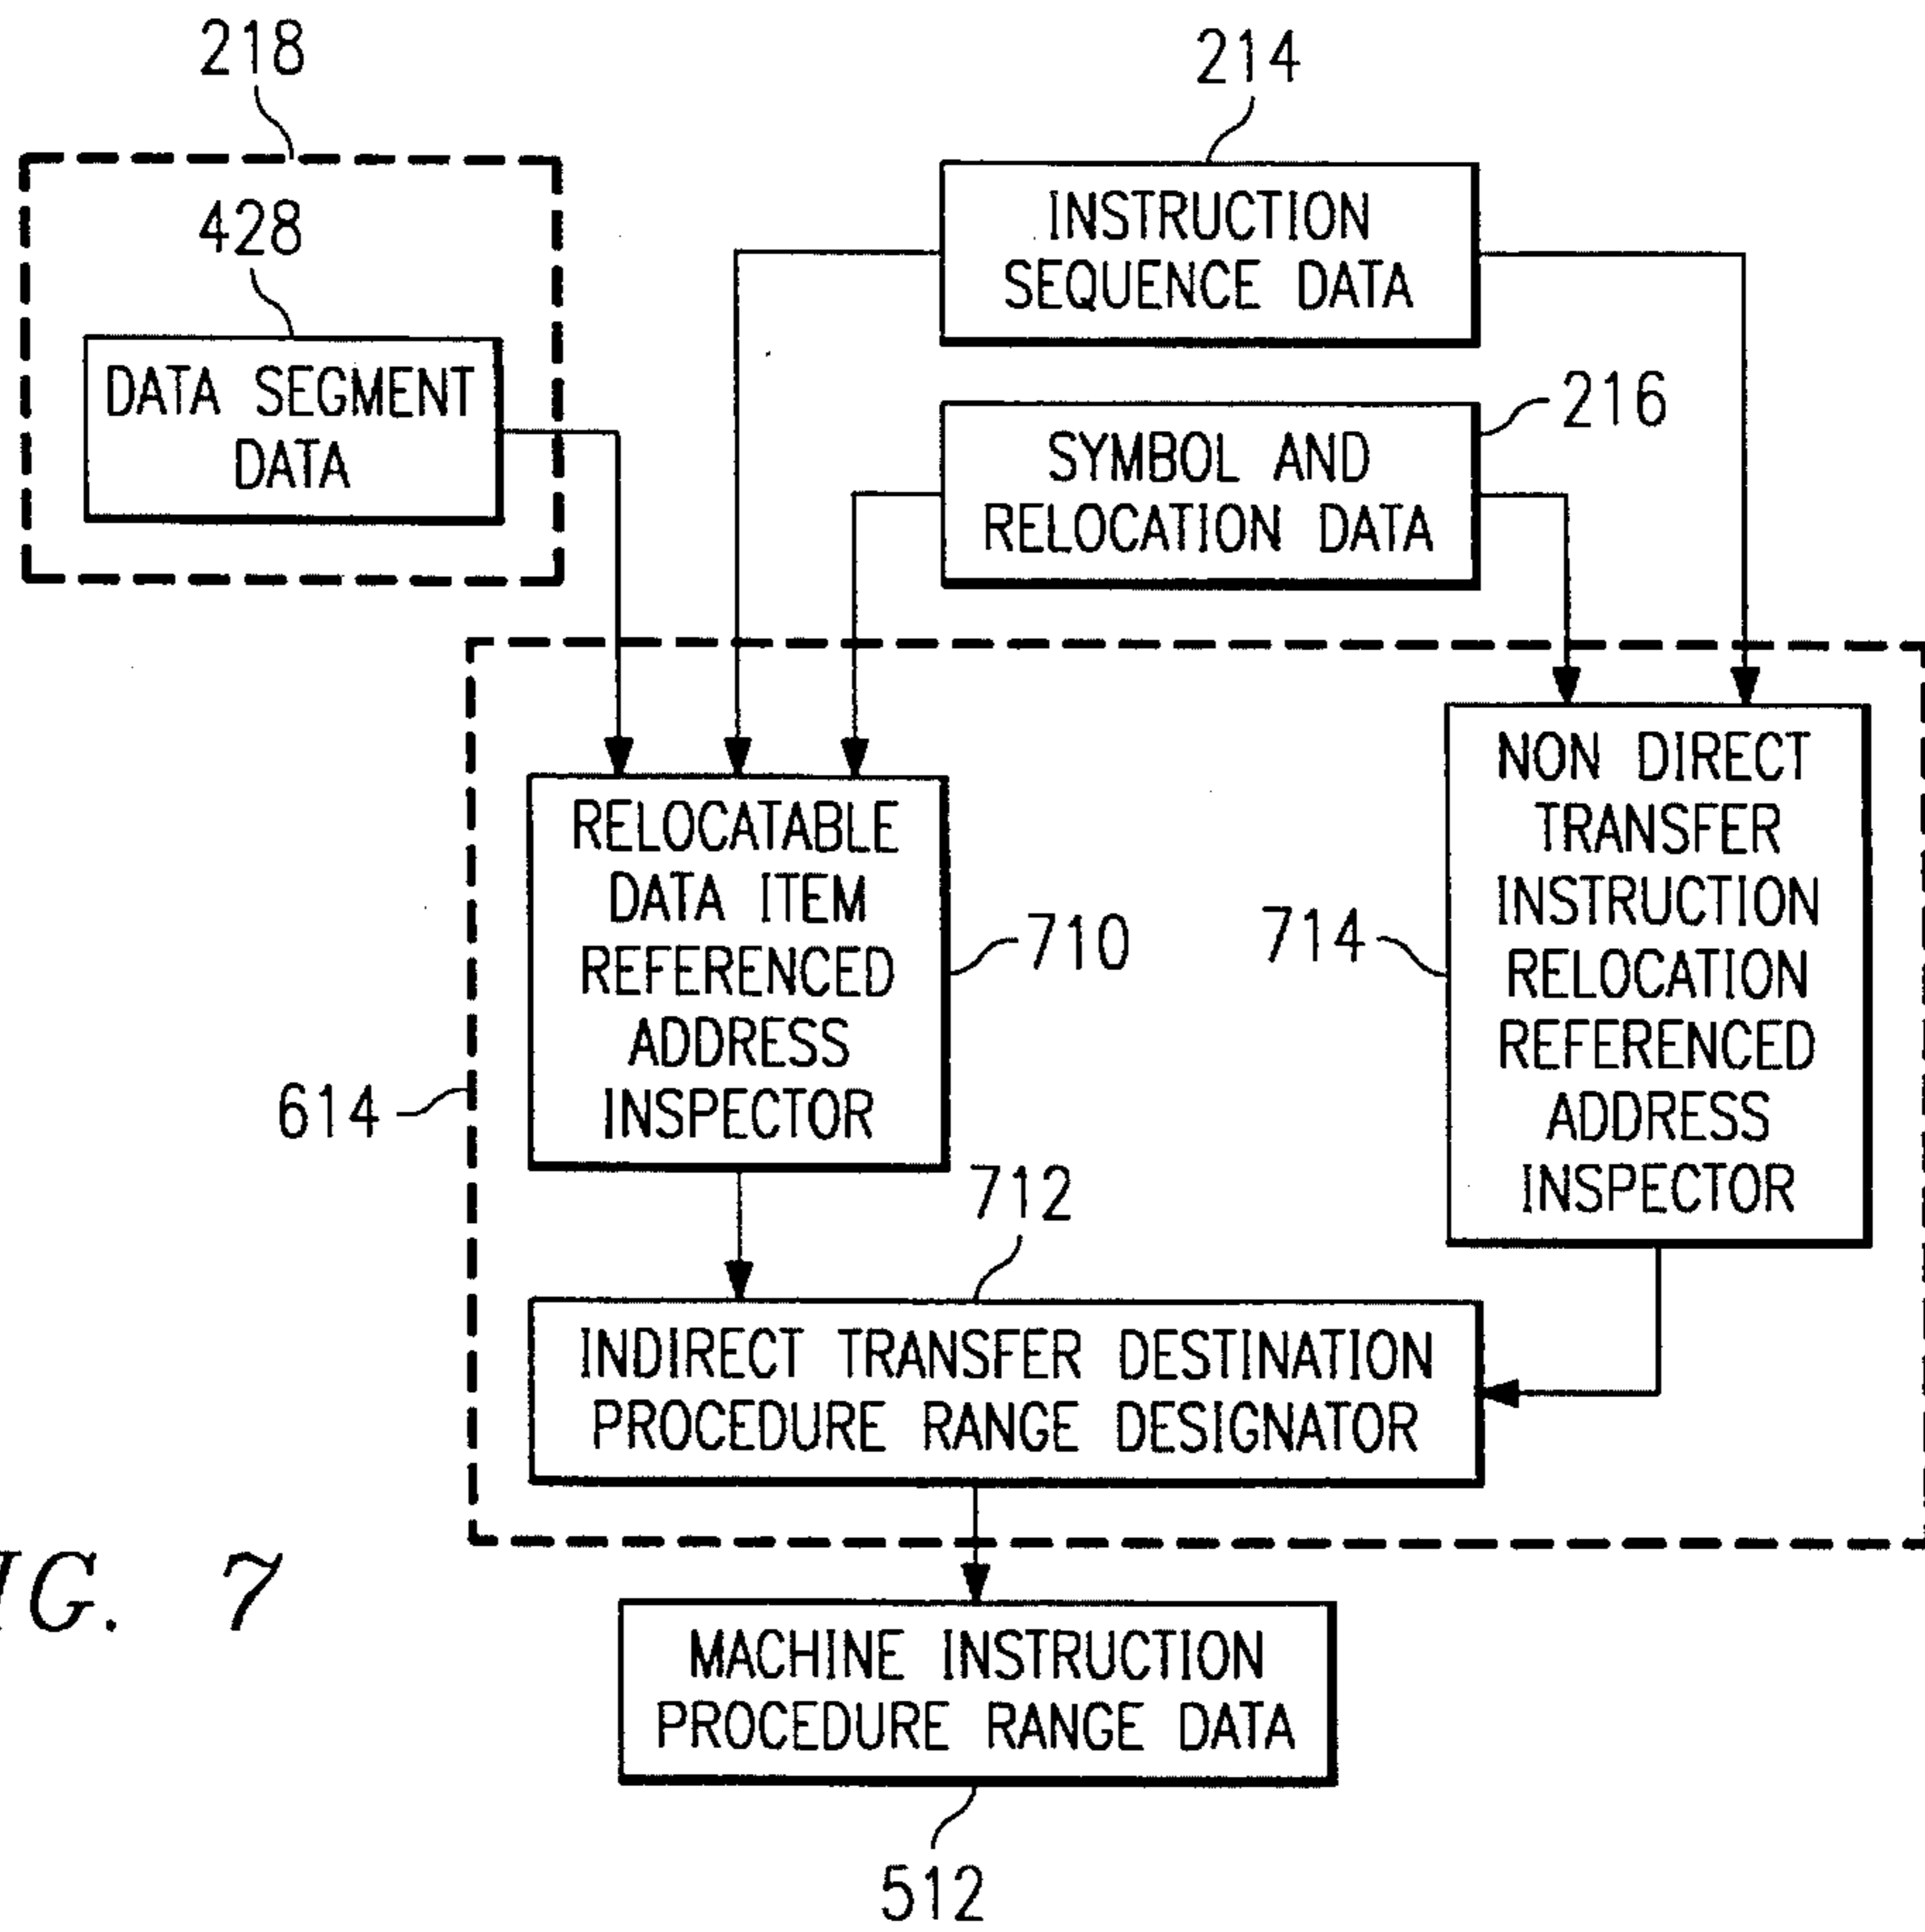 218
214
428
INSTRUCTION
SEQUENCE DATA
DATA SEGMENT
DATA
216
SYMBOL AND
RELOCATION DATA
RELOCATABLE
DATA ITEM
REFERENCED
ADDRESS
INSPECTOR
710
714
NON DIRECT
TRANSFER
INSTRUCTION
RELOCATION
REFERENCED
ADDRESS
INSPECTOR
614
712
INDIRECT TRANSFER DESTINATION
PROCEDURE RANGE DESIGNATOR
IG. 7
MACHINE INSTRUCTION
PROCEDURE RANGE DATA
512